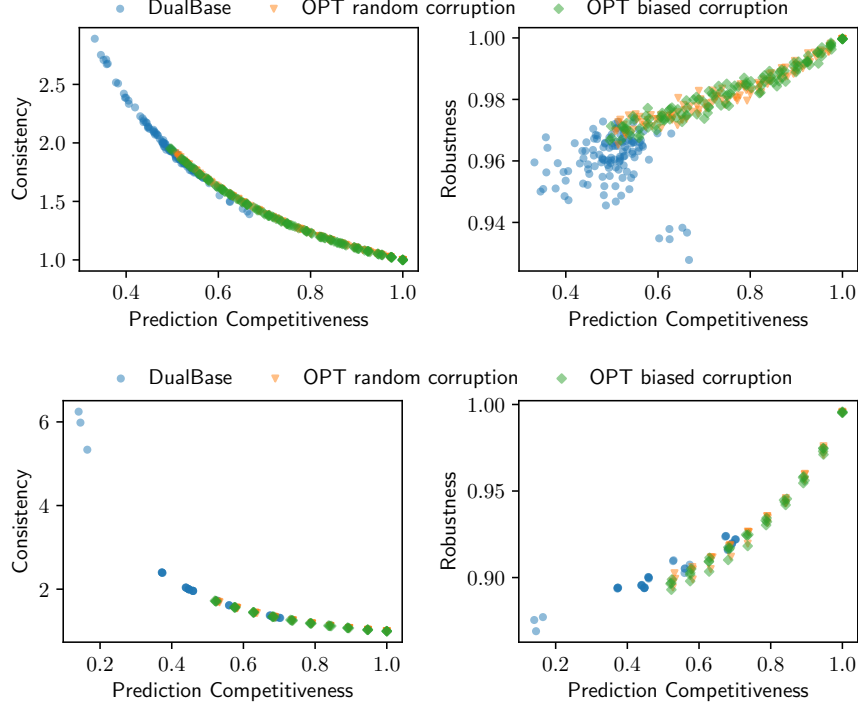 DualBase OPT random corruption OPT biased corruption
Consistency
2.5
2.0
1.5
1.0
0.4 0.6 0.8 1.0
Prediction Competitiveness
Robustness
1.00
0.98
0.96
0.94
0.4 0.6 0.8 1.0
Prediction Competitiveness
DualBase OPT random corruption OPT biased corruption
Consistency
6
4
2
0.2 0.4 0.6 0.8 1.0
Prediction Competitiveness
Robustness
1.00
0.95
0.90
0.2 0.4 0.6 0.8 1.0
Prediction Competitiveness